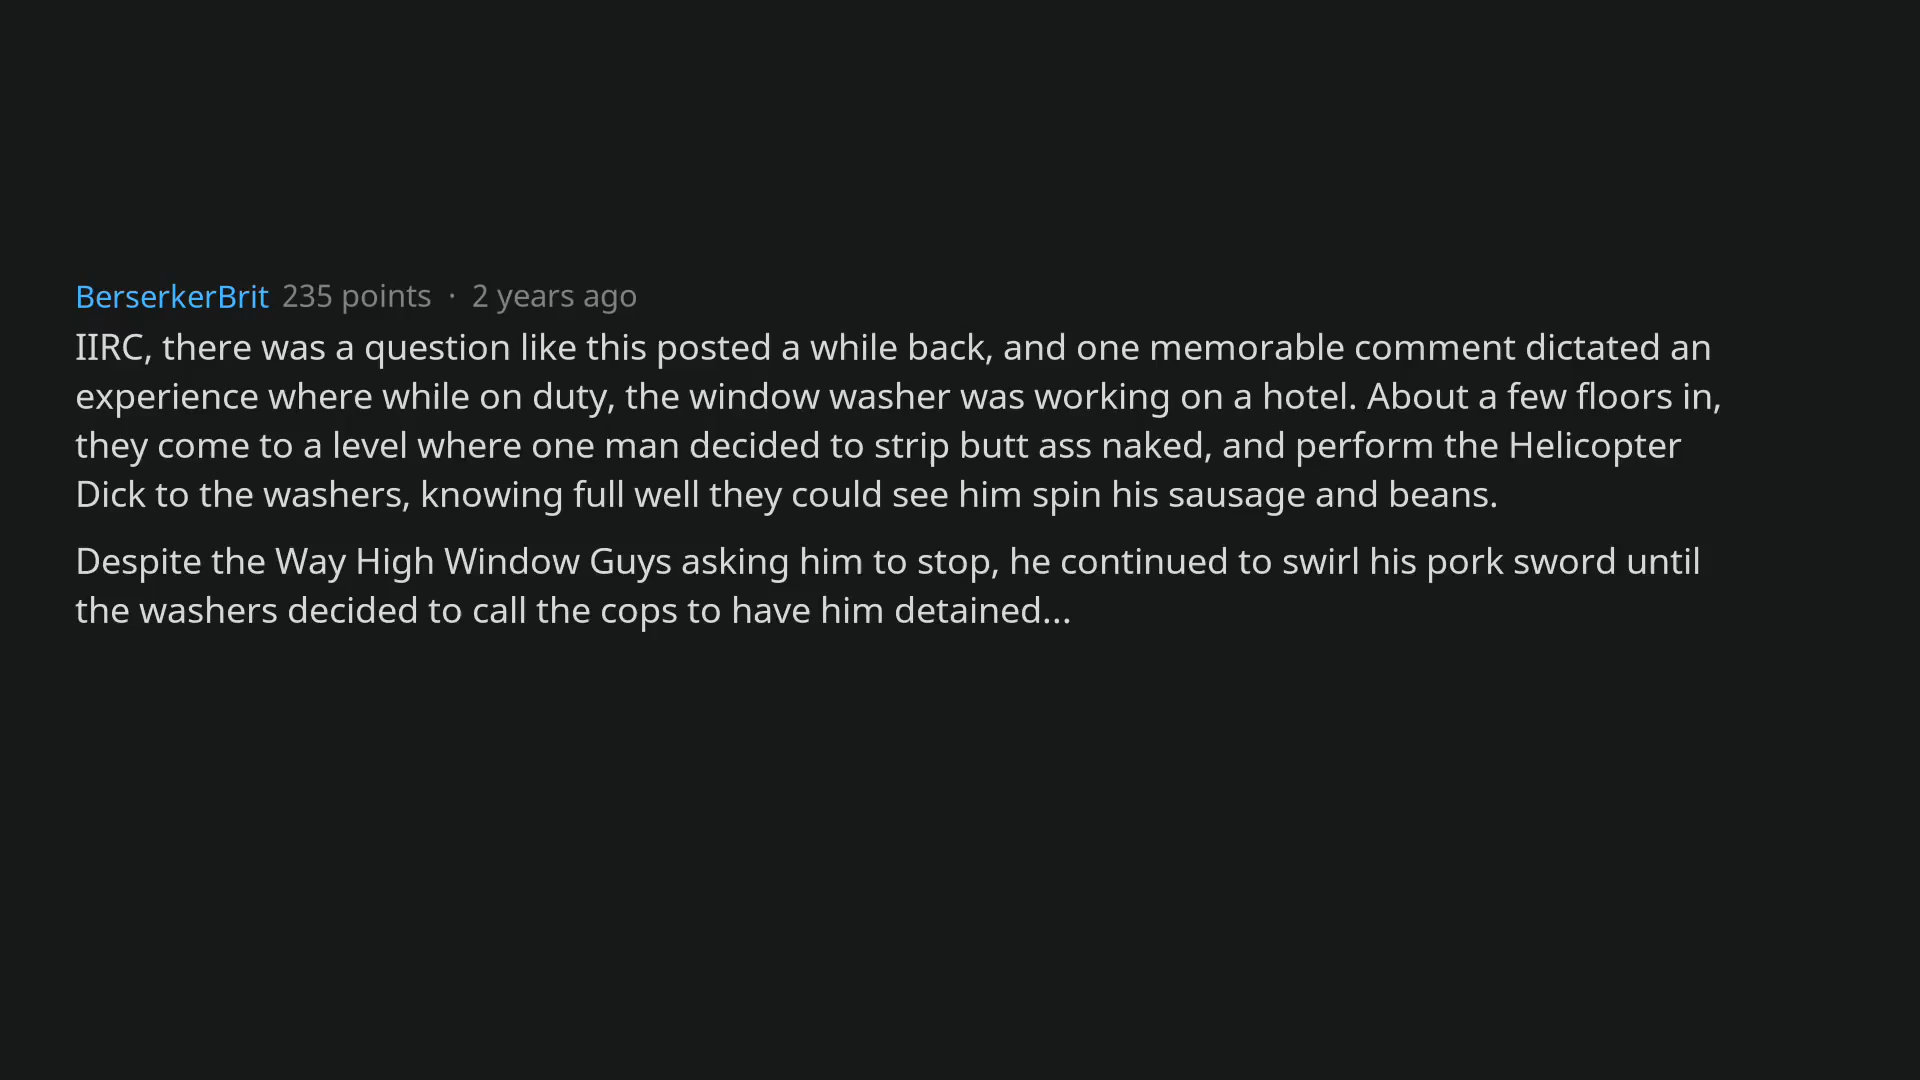 BerserkerBrit 235 points · 2 years ago
IIRC, there was a question like this posted a while back, and one memorable comment dictated an
experience where while on duty, the window washer was working on a hotel. About a few floors in,
they come to a level where one man decided to strip butt ass naked, and perform the Helicopter
Dick to the washers, knowing full well they could see him spin his sausage and beans.
Despite the Way High Window Guys asking him to stop, he continued to swirl his pork sword until
the washers decided to call the cops to have him detained...